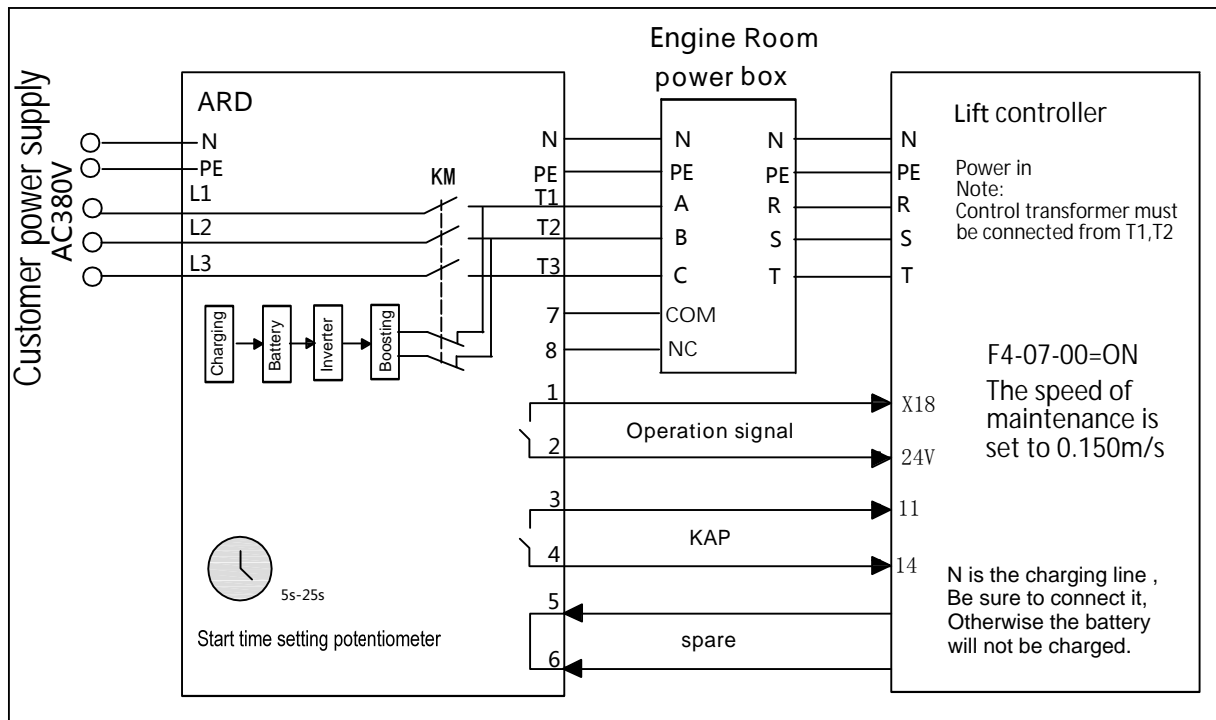 Customer power supply
AC380V
ARD
N
PE
L1
L2
L3
KM
N
PE
T1
T2
T3
7
8
Charging
Battery
Inverter
Boosting
1
2
Operation signal
3
4
KAP
5
6
spare
5s-25s
Start time setting potentiometer
Engine Room
power box
N
PE
A
B
C
COM
NC
N
PE
R
S
T
Lift controller
N
PE
R
S
T
Power in
Note:
Control transformer must
be connected from T1,T2
X18
24V
11
14
F4-07-00=ON
The speed of
maintenance is
set to 0.150m/s
N is the charging line ,
Be sure to connect it,
Otherwise the battery
will not be charged.